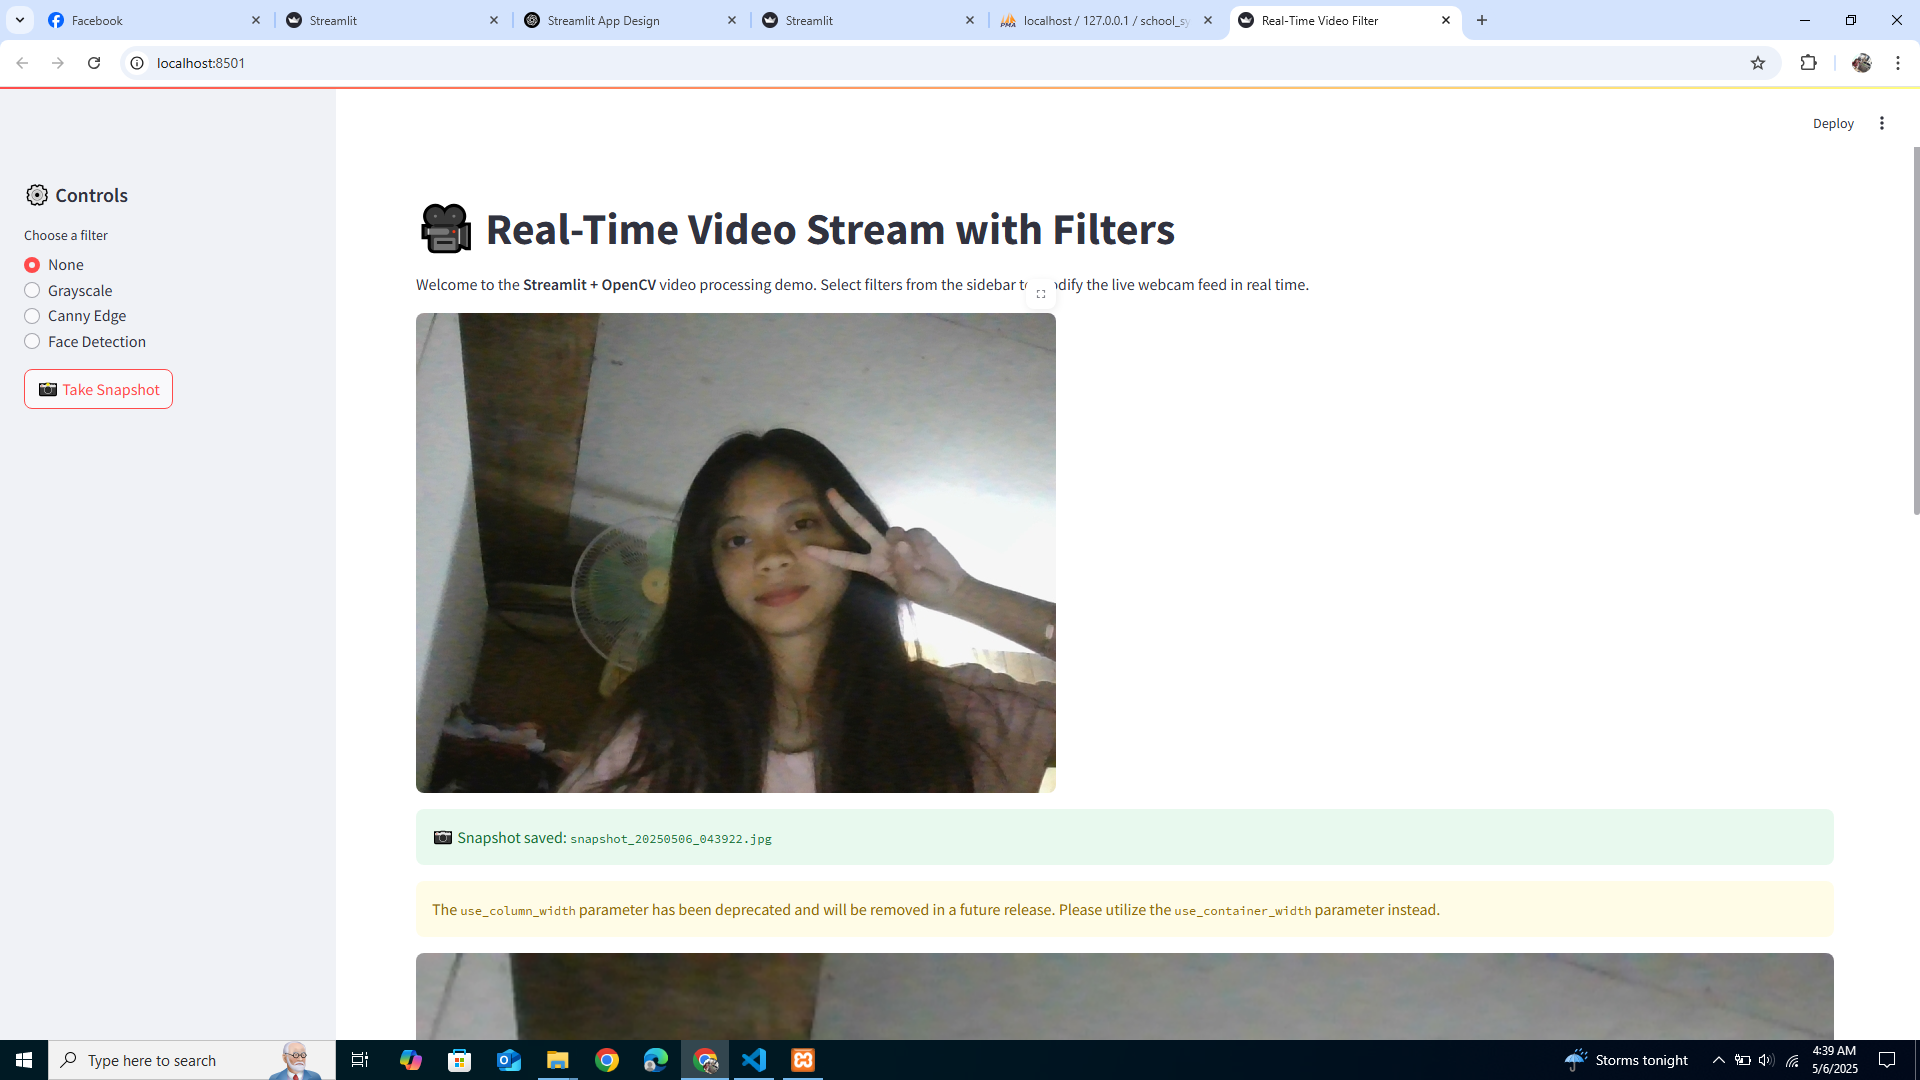 Facebook
Streamlit
Streamlit App Design
Streamlit
localhost / 127.0.0.1 / school_sy
Real-Time Video Filter
localhost:8501
Deploy
Controls
Choose a filter
None
Grayscale
Canny Edge
Face Detection
Take Snapshot
Real-Time Video Stream with Filters
Welcome to the Streamlit + OpenCV video processing demo. Select filters from the sidebar to modify the live webcam feed in real time.
Snapshot saved: snapshot_20250506_043922.jpg
The use_column_width parameter has been deprecated and will be removed in a future release. Please utilize the use_container_width parameter instead.
Type here to search
Storms tonight
4:39 AM
5/6/2025